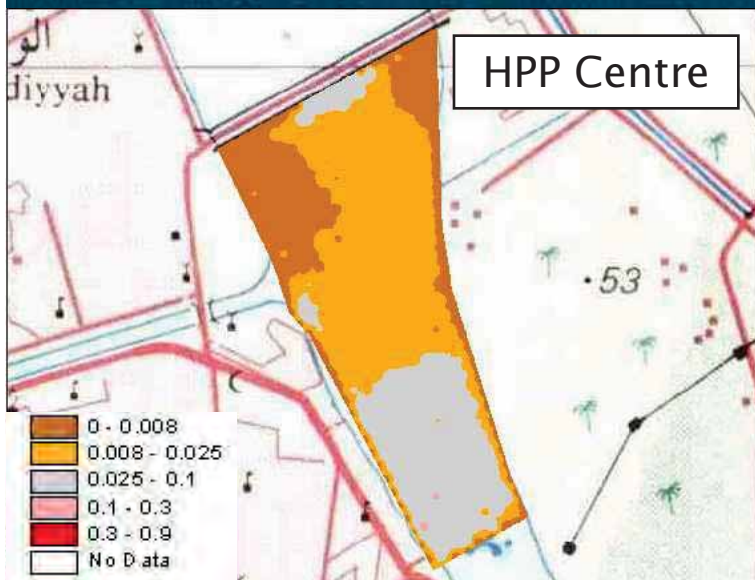 HPP Centre
الو
diyyah
53
0 - 0.008
0.008 - 0.025
0.025 - 0.1
0.1 - 0.3
0.3 - 0.9
No Data